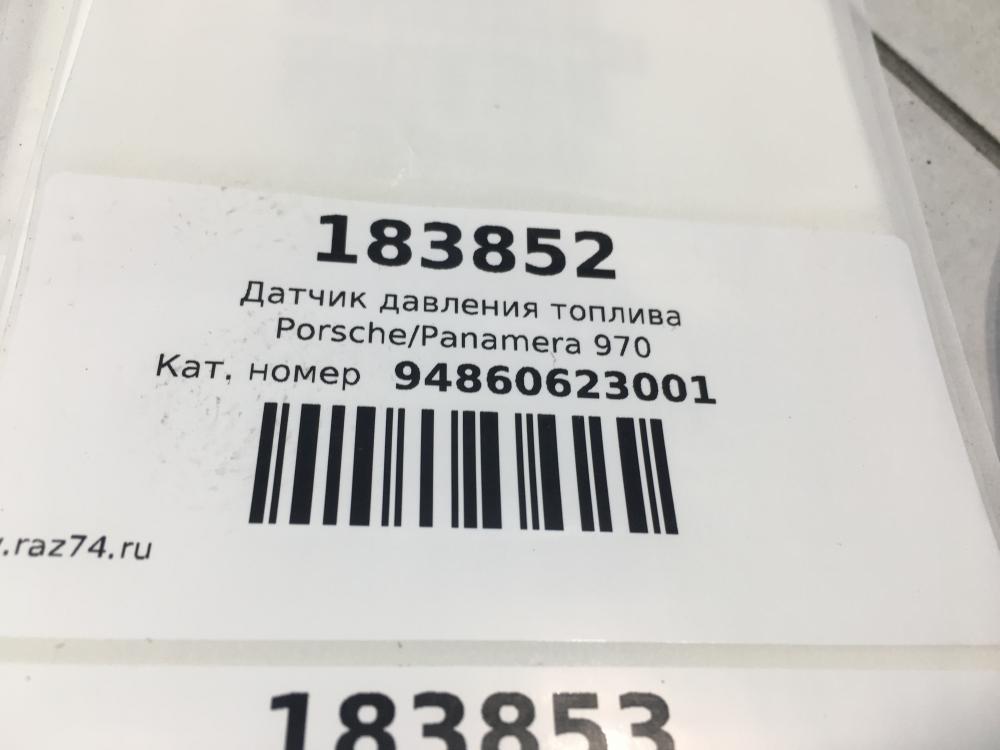 183852
Датчик давления топлива
Porsche/Panamera 970
Кат. номер 94860623001
.raz74.ru
183853